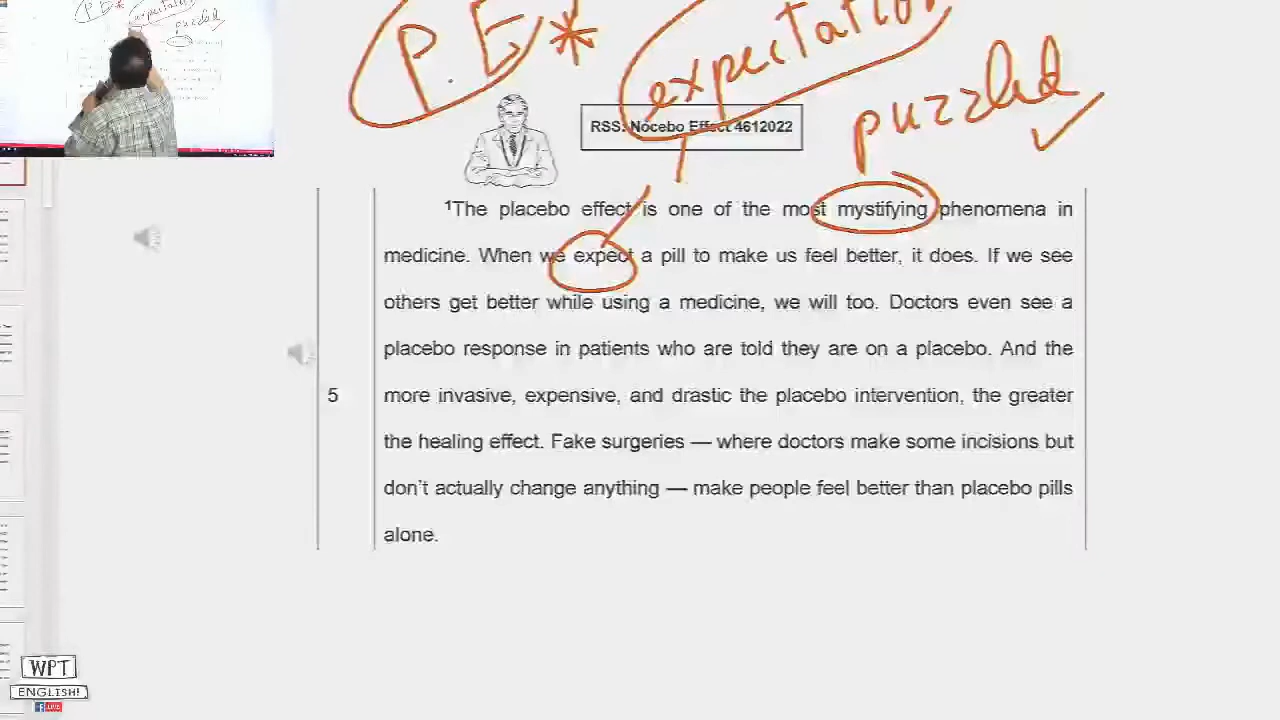 P.E*
expectation
puzzled
RSS: Nocebo Effect 4612022
¹The placebo effect is one of the most mystifying phenomena in
medicine. When we expect a pill to make us feel better, it does. If we see
others get better while using a medicine, we will too. Doctors even see a
placebo response in patients who are told they are on a placebo. And the
5 more invasive, expensive, and drastic the placebo intervention, the greater
the healing effect. Fake surgeries — where doctors make some incisions but
don't actually change anything — make people feel better than placebo pills
alone.
WPT
ENGLISH!
LIVE